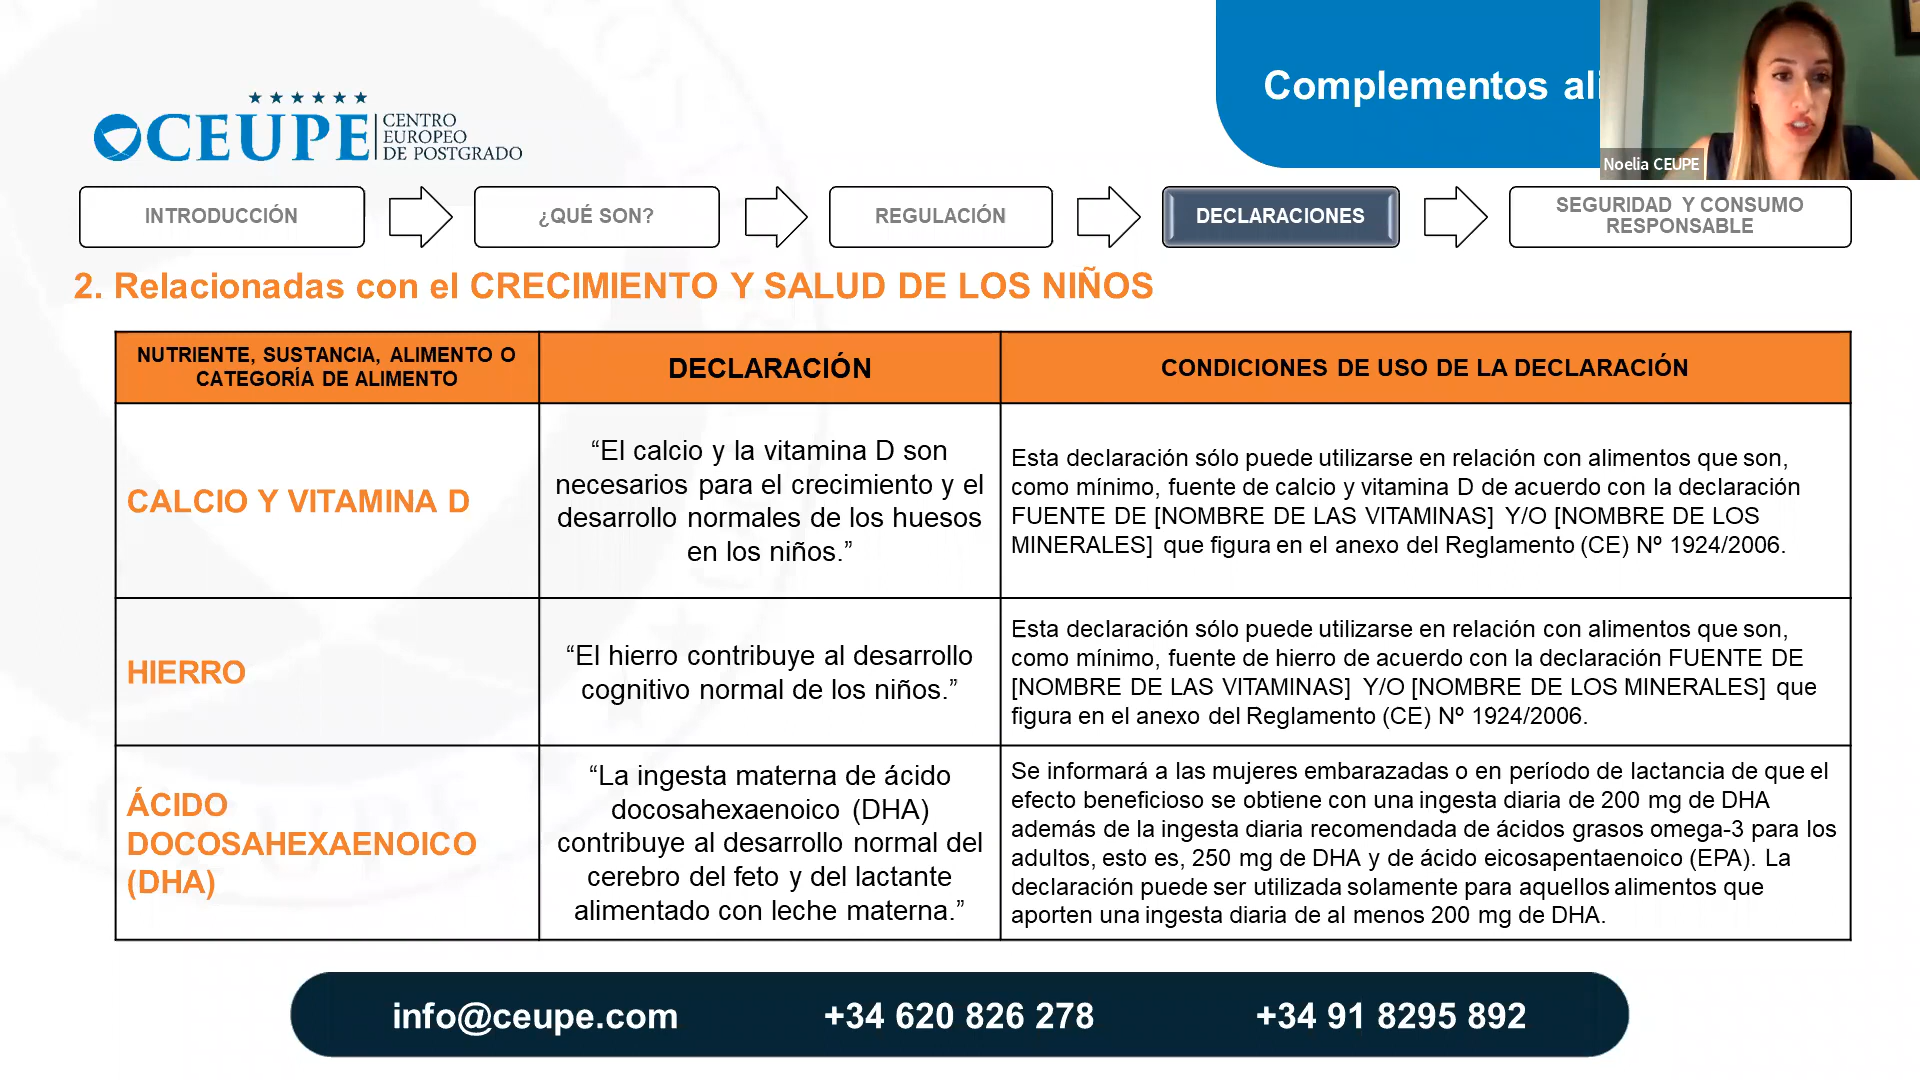 Complementos ali
CEUPE
CENTRO
EUROPEO
DE POSTGRADO
Noelia CEUPE
INTRODUCCIÓN
¿QUÉ SON?
REGULACIÓN
DECLARACIONES
SEGURIDAD Y CONSUMO
RESPONSABLE
2. Relacionadas con el CRECIMIENTO Y SALUD DE LOS NIÑOS
NUTRIENTE, SUSTANCIA, ALIMENTO O
CATEGORÍA DE ALIMENTO
DECLARACIÓN
CONDICIONES DE USO DE LA DECLARACIÓN
CALCIO Y VITAMINA D
“El calcio y la vitamina D son
necesarios para el crecimiento y el
desarrollo normales de los huesos
en los niños.”
Esta declaración sólo puede utilizarse en relación con alimentos que son,
como mínimo, fuente de calcio y vitamina D de acuerdo con la declaración
FUENTE DE [NOMBRE DE LAS VITAMINAS] Y/O [NOMBRE DE LOS
MINERALES] que figura en el anexo del Reglamento (CE) Nº 1924/2006.
HIERRO
“El hierro contribuye al desarrollo
cognitivo normal de los niños.”
Esta declaración sólo puede utilizarse en relación con alimentos que son,
como mínimo, fuente de hierro de acuerdo con la declaración FUENTE DE
[NOMBRE DE LAS VITAMINAS] Y/O [NOMBRE DE LOS MINERALES] que
figura en el anexo del Reglamento (CE) Nº 1924/2006.
ÁCIDO
DOCOSAHEXAENOICO
(DHA)
“La ingesta materna de ácido
docosahexaenoico (DHA)
contribuye al desarrollo normal del
cerebro del feto y del lactante
alimentado con leche materna.”
Se informará a las mujeres embarazadas o en período de lactancia de que el
efecto beneficioso se obtiene con una ingesta diaria de 200 mg de DHA
además de la ingesta diaria recomendada de ácidos grasos omega-3 para los
adultos, esto es, 250 mg de DHA y de ácido eicosapentaenoico (EPA). La
declaración puede ser utilizada solamente para aquellos alimentos que
aporten una ingesta diaria de al menos 200 mg de DHA.
info@ceupe.com
+34 620 826 278
+34 91 8295 892